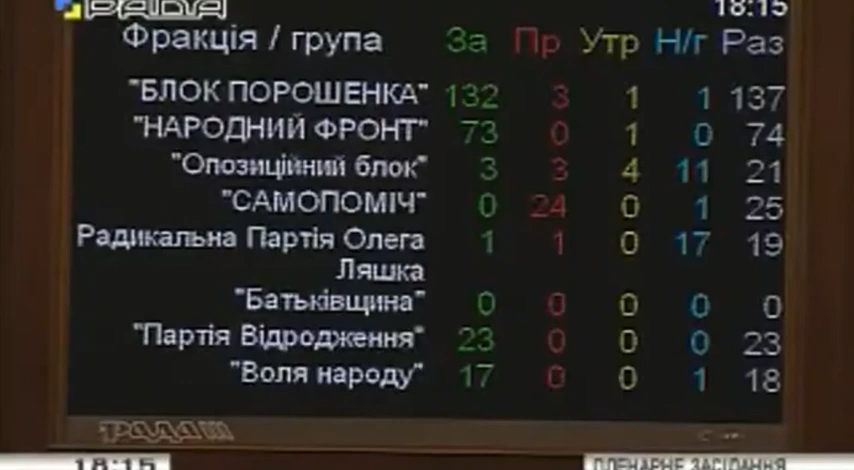 РАДА
18:15
Фракція / група За Пр Утр Н/г Раз
"БЛОК ПОРОШЕНКА" 132 3 1 1 137
"НАРОДНИЙ ФРОНТ" 73 0 1 0 74
"Опозиційний блок" 3 3 4 11 21
"САМОПОМІЧ" 0 24 0 1 25
Радикальна Партія Олега 1 1 0 17 19
Ляшка
"Батьківщина" 0 0 0 0 0
"Партія Відродження" 23 0 0 0 23
"Воля народу" 17 0 0 1 18
РАДА III
18:15
ПЛЕНАРНЕ ЗАСІДАННЯ